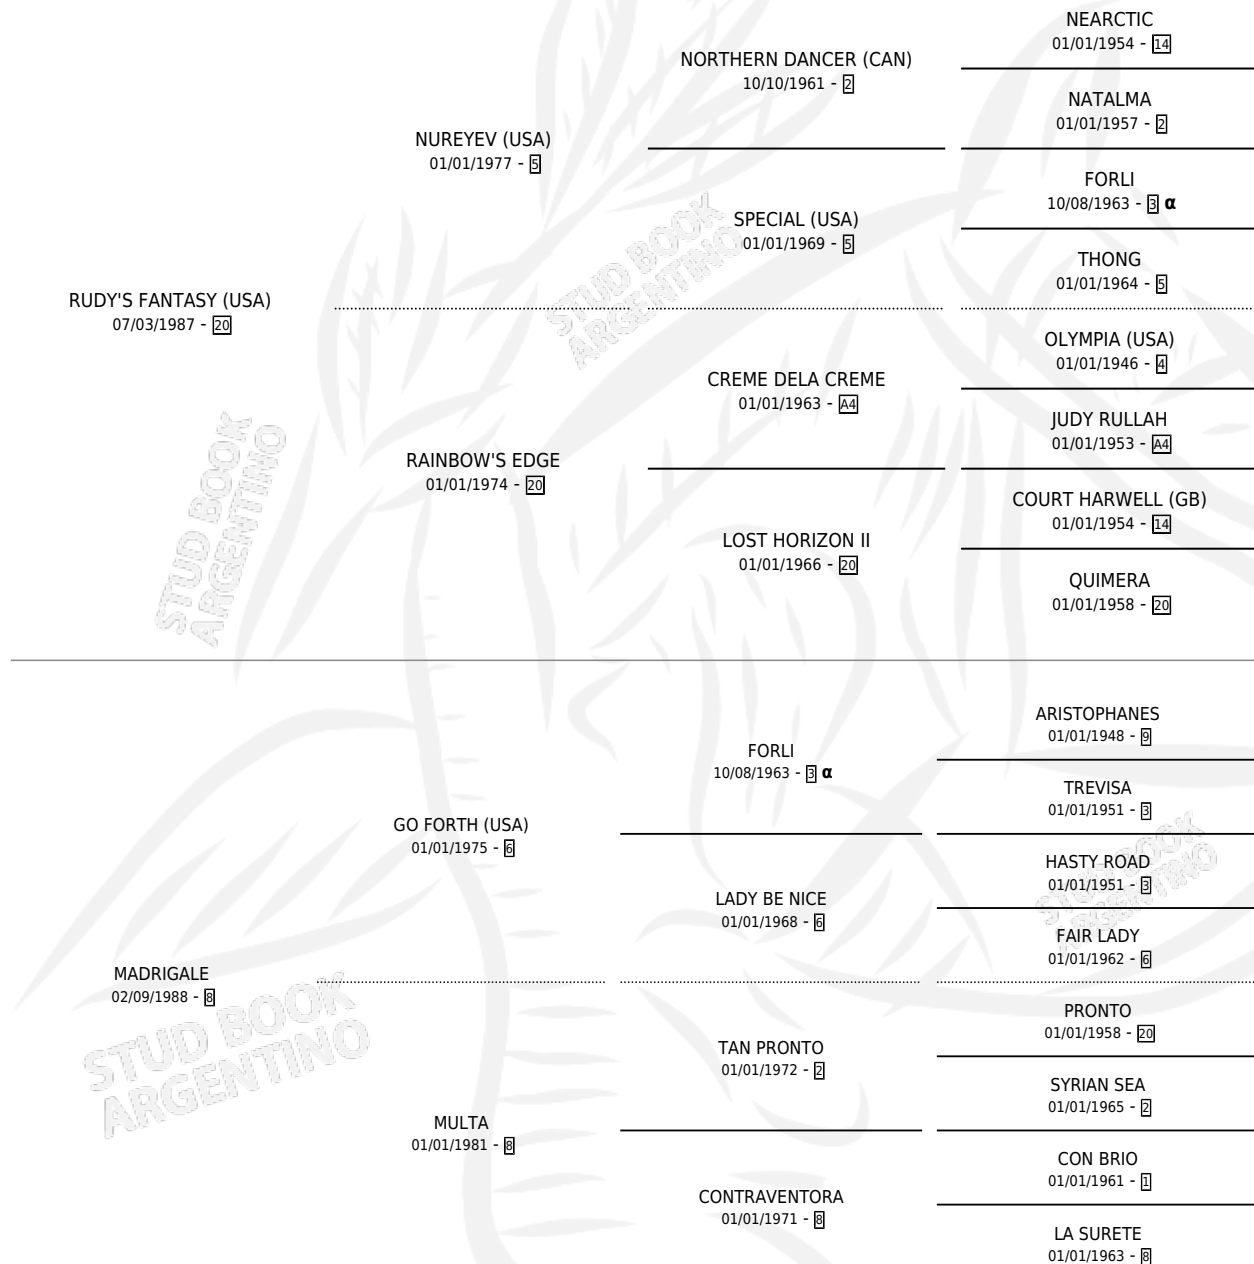 NEARCTIC
01/01/1954 - 14
NORTHERN DANCER (CAN)
10/10/1961 - 2
NATALMA
01/01/1957 - 2
NUREYEV (USA)
01/01/1977 - 5
FORLI
10/08/1963 - 3 α
SPECIAL (USA)
01/01/1969 - 5
THONG
01/01/1964 - 5
RUDY'S FANTASY (USA)
07/03/1987 - 20
OLYMPIA (USA)
01/01/1946 - 4
CREME DELA CREME
01/01/1963 - A4
JUDY RULLAH
01/01/1953 - A4
RAINBOW'S EDGE
01/01/1974 - 20
COURT HARWELL (GB)
01/01/1954 - 14
LOST HORIZON II
01/01/1966 - 20
QUIMERA
01/01/1958 - 20
ARISTOPHANES
01/01/1948 - 9
FORLI
10/08/1963 - 3 α
TREVISA
01/01/1951 - 3
GO FORTH (USA)
01/01/1975 - 6
HASTY ROAD
01/01/1951 - 3
LADY BE NICE
01/01/1968 - 6
FAIR LADY
01/01/1962 - 6
MADRIGALE
02/09/1988 - 8
PRONTO
01/01/1958 - 20
TAN PRONTO
01/01/1972 - 2
SYRIAN SEA
01/01/1965 - 2
MULTA
01/01/1981 - 8
CON BRIO
01/01/1961 - 1
CONTRAVENTORA
01/01/1971 - 8
LA SURETE
01/01/1963 - 8
STUD BOOK
ARGENTINO
STUD BOOK
ARGENTINO
STUD BOOK
ARGENTINO
STUD BOOK
ARGENTINO